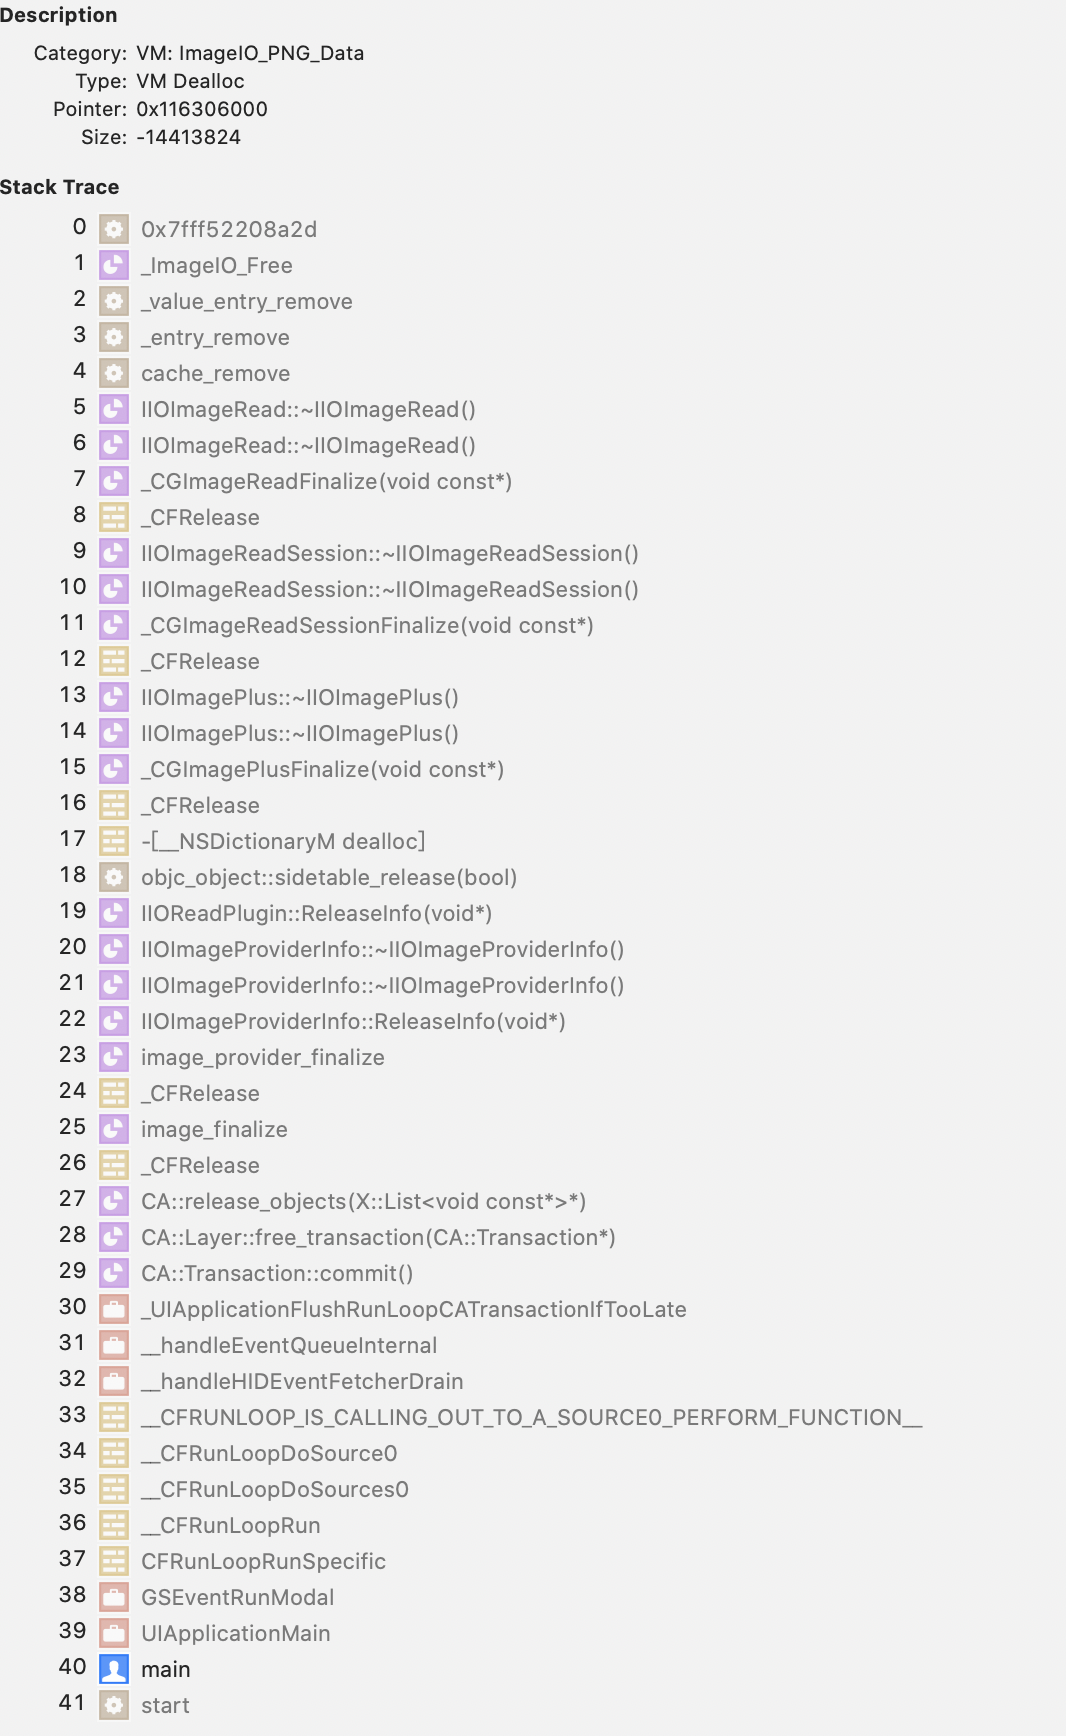 Description
Category: VM: ImageIO_PNG_Data
Type: VM Dealloc
Pointer: 0x116306000
Size: -14413824
Stack Trace
0 0x7fff52208a2d
1 _ImageIO_Free
2 _value_entry_remove
3 _entry_remove
4 cache_remove
5 IIOImageRead::~IIOImageRead()
6 IIOImageRead::~IIOImageRead()
7 _CGImageReadFinalize(void const*)
8 _CFRelease
9 IIOImageReadSession::~IIOImageReadSession()
10 IIOImageReadSession::~IIOImageReadSession()
11 _CGImageReadSessionFinalize(void const*)
12 _CFRelease
13 IIOImagePlus::~IIOImagePlus()
14 IIOImagePlus::~IIOImagePlus()
15 _CGImagePlusFinalize(void const*)
16 _CFRelease
17 -[__NSDictionaryM dealloc]
18 objc_object::sidetable_release(bool)
19 IIOReadPlugin::ReleaseInfo(void*)
20 IIOImageProviderInfo::~IIOImageProviderInfo()
21 IIOImageProviderInfo::~IIOImageProviderInfo()
22 IIOImageProviderInfo::ReleaseInfo(void*)
23 image_provider_finalize
24 _CFRelease
25 image_finalize
26 _CFRelease
27 CA::release_objects(X::List<void const*>*)
28 CA::Layer::free_transaction(CA::Transaction*)
29 CA::Transaction::commit()
30 _UIApplicationFlushRunLoopCATransactionIfTooLate
31 __handleEventQueueInternal
32 __handleHIDEventFetcherDrain
33 __CFRUNLOOP_IS_CALLING_OUT_TO_A_SOURCE0_PERFORM_FUNCTION__
34 __CFRunLoopDoSource0
35 __CFRunLoopDoSources0
36 __CFRunLoopRun
37 CFRunLoopRunSpecific
38 GSEventRunModal
39 UIApplicationMain
40 main
41 start